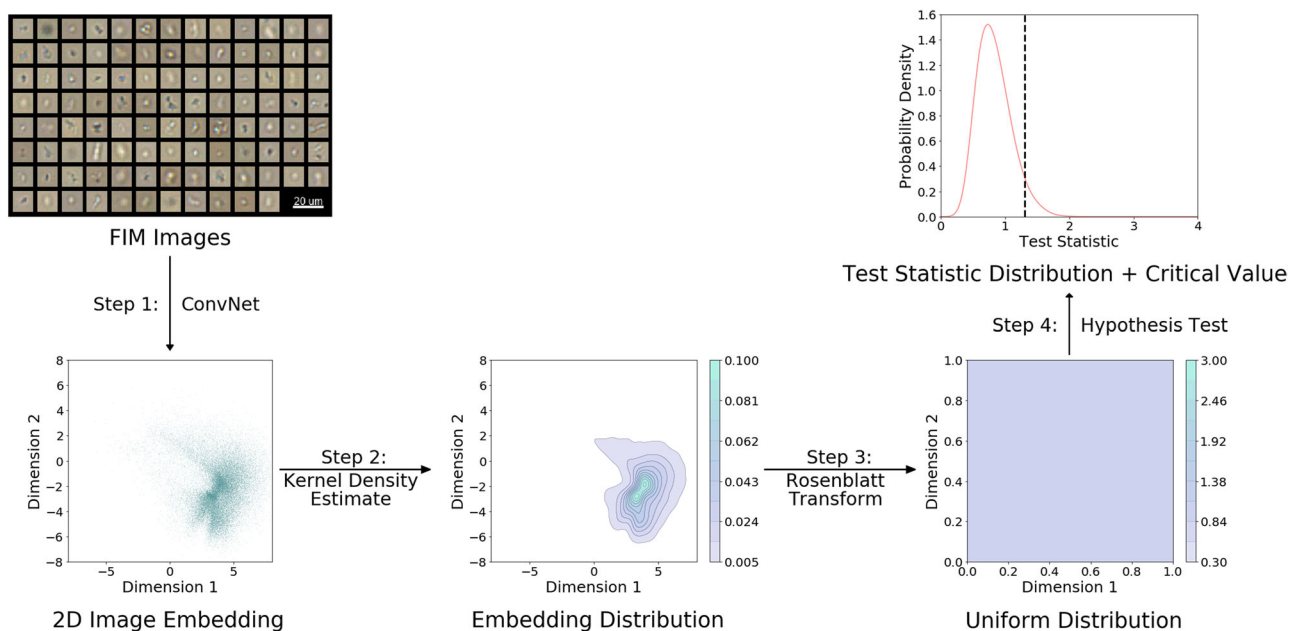 20 um
FIM Images
Step 1: ConvNet
8
6
4
2
0
−2
−4
−6
−8
Dimension 2
−5 0 5
Dimension 1
2D Image Embedding
Step 2:
Kernel Density
Estimate
8
6
4
2
0
−2
−4
−6
−8
Dimension 2
−5 0 5
Dimension 1
0.100
0.081
0.062
0.043
0.024
0.005
Embedding Distribution
Step 3:
Rosenblatt
Transform
1.0
0.8
0.6
0.4
0.2
0.0
Dimension 2
0.0 0.2 0.4 0.6 0.8 1.0
Dimension 1
3.00
2.46
1.92
1.38
0.84
0.30
Uniform Distribution
Step 4: Hypothesis Test
1.6
1.4
1.2
1.0
0.8
0.6
0.4
0.2
0.0
Probability Density
0 1 2 3 4
Test Statistic
Test Statistic Distribution + Critical Value